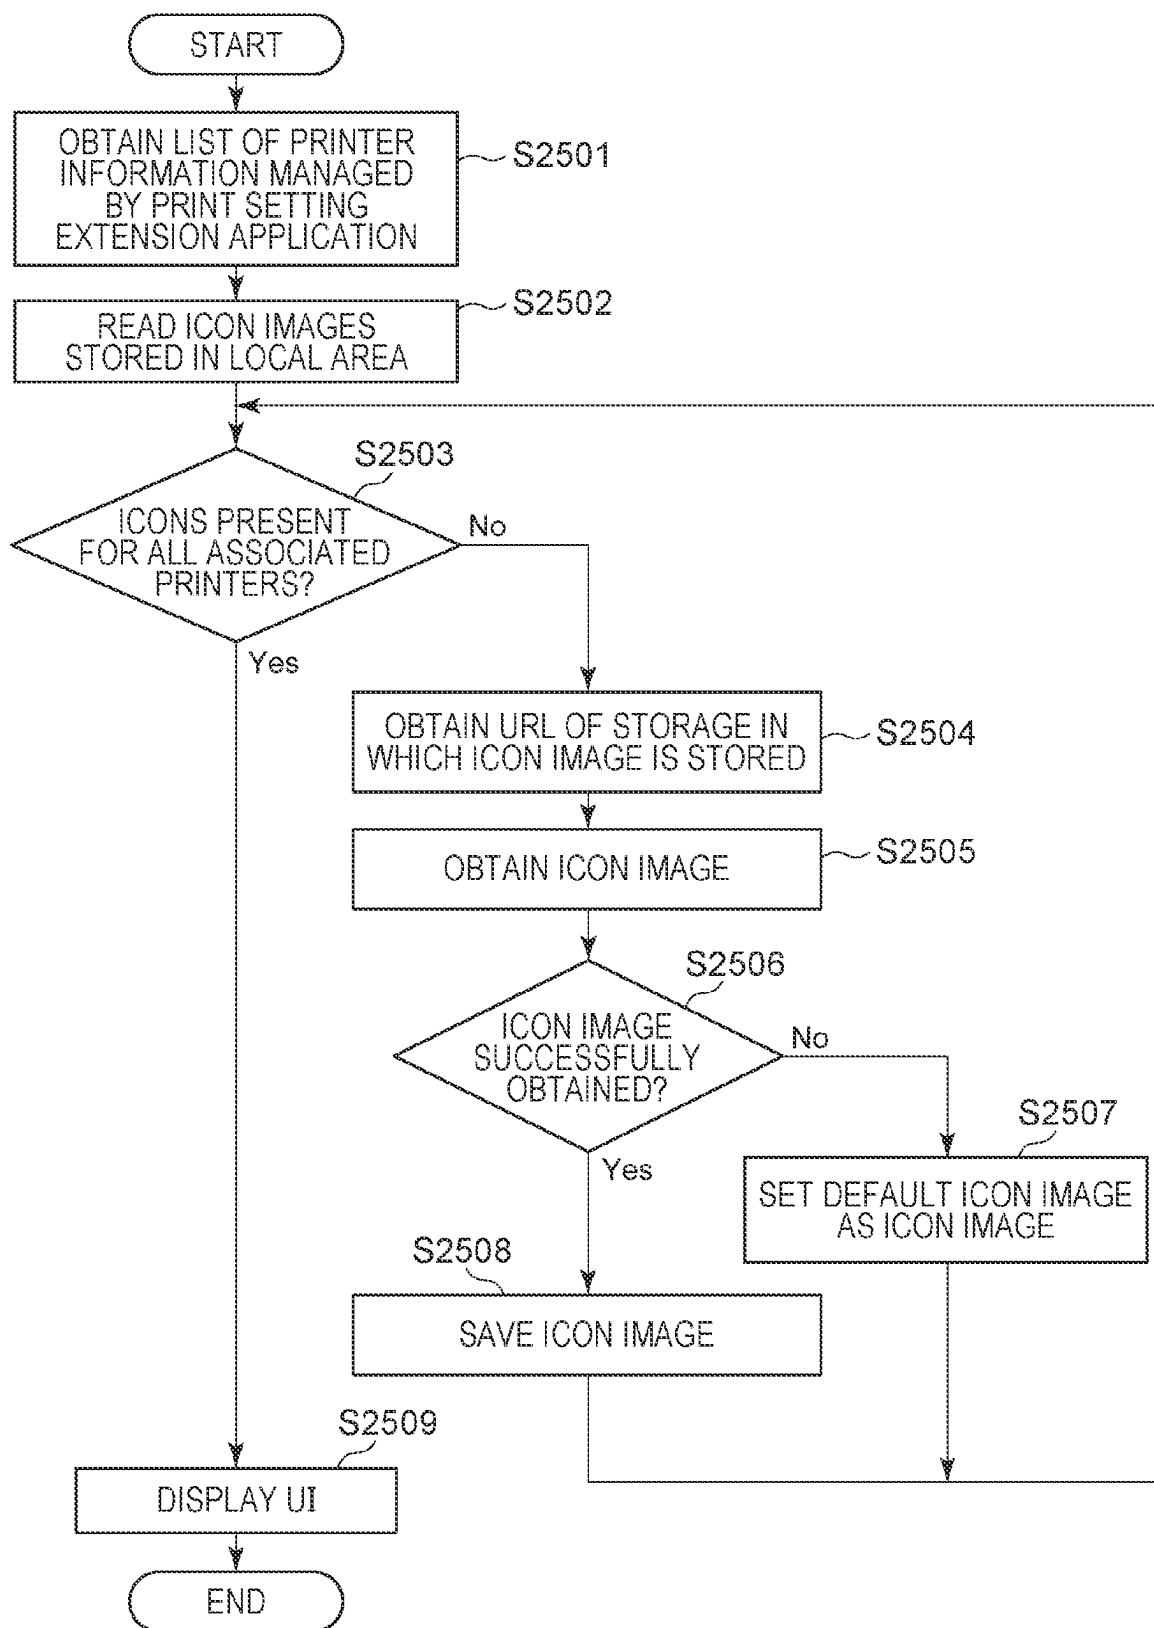 START
OBTAIN LIST OF PRINTER
INFORMATION MANAGED
BY PRINT SETTING
EXTENSION APPLICATION
S2501
READ ICON IMAGES
STORED IN LOCAL AREA
S2502
S2503
ICONS PRESENT
FOR ALL ASSOCIATED
PRINTERS?
No
Yes
OBTAIN URL OF STORAGE IN
WHICH ICON IMAGE IS STORED
S2504
OBTAIN ICON IMAGE
S2505
S2506
ICON IMAGE
SUCCESSFULLY
OBTAINED?
No
Yes
S2507
SET DEFAULT ICON IMAGE
AS ICON IMAGE
S2508
SAVE ICON IMAGE
S2509
DISPLAY UI
END